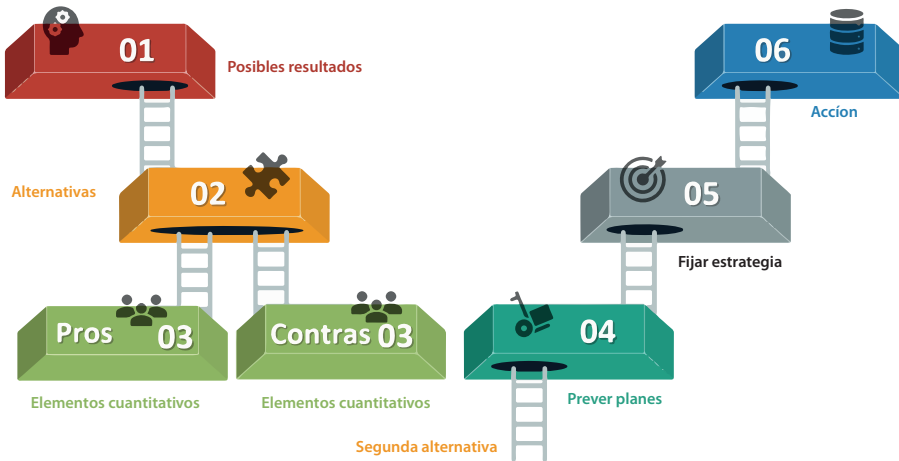 01
Posibles resultados
Alternativas
02
Pros 03
Elementos cuantitativos
Contras 03
Elementos cuantitativos
04
Prever planes
Segunda alternativa
05
Fijar estrategia
06
Accíon